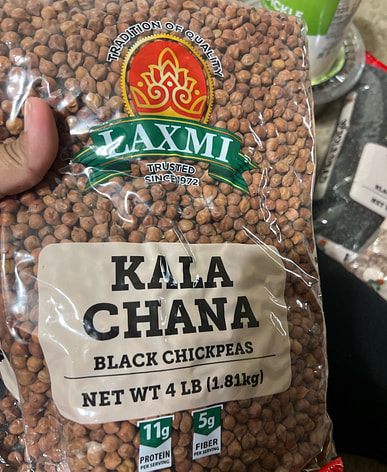 TRADITION OF QUALITY
LAXMI
TRUSTED
SINCE 1972
KALA
CHANA
BLACK CHICKPEAS
NET WT 4 LB (1.81kg)
11g
PROTEIN
PER SERVING
5g
FIBER
PER SERVING